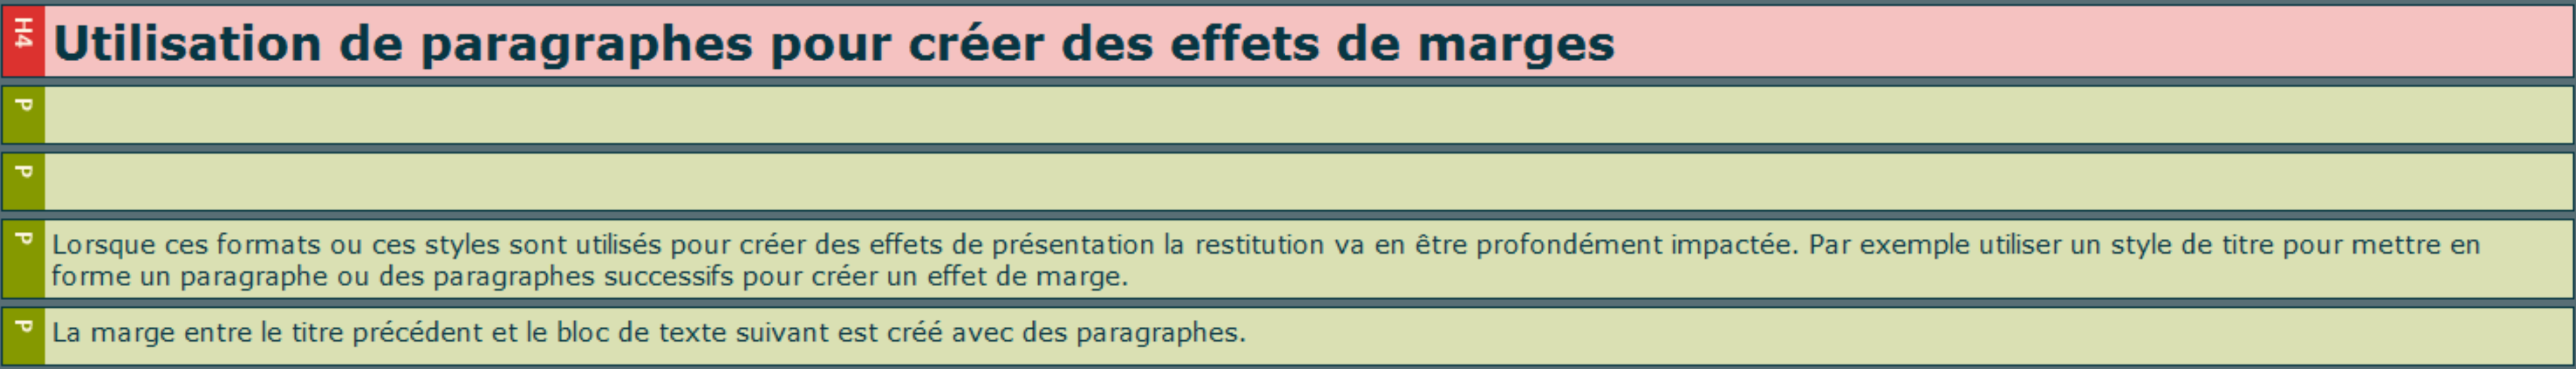 H4
Utilisation de paragraphes pour créer des effets de marges
P
P
P
Lorsque ces formats ou ces styles sont utilisés pour créer des effets de présentation la restitution va en être profondément impactée. Par exemple utiliser un style de titre pour mettre en
forme un paragraphe ou des paragraphes successifs pour créer un effet de marge.
P
La marge entre le titre précédent et le bloc de texte suivant est créé avec des paragraphes.